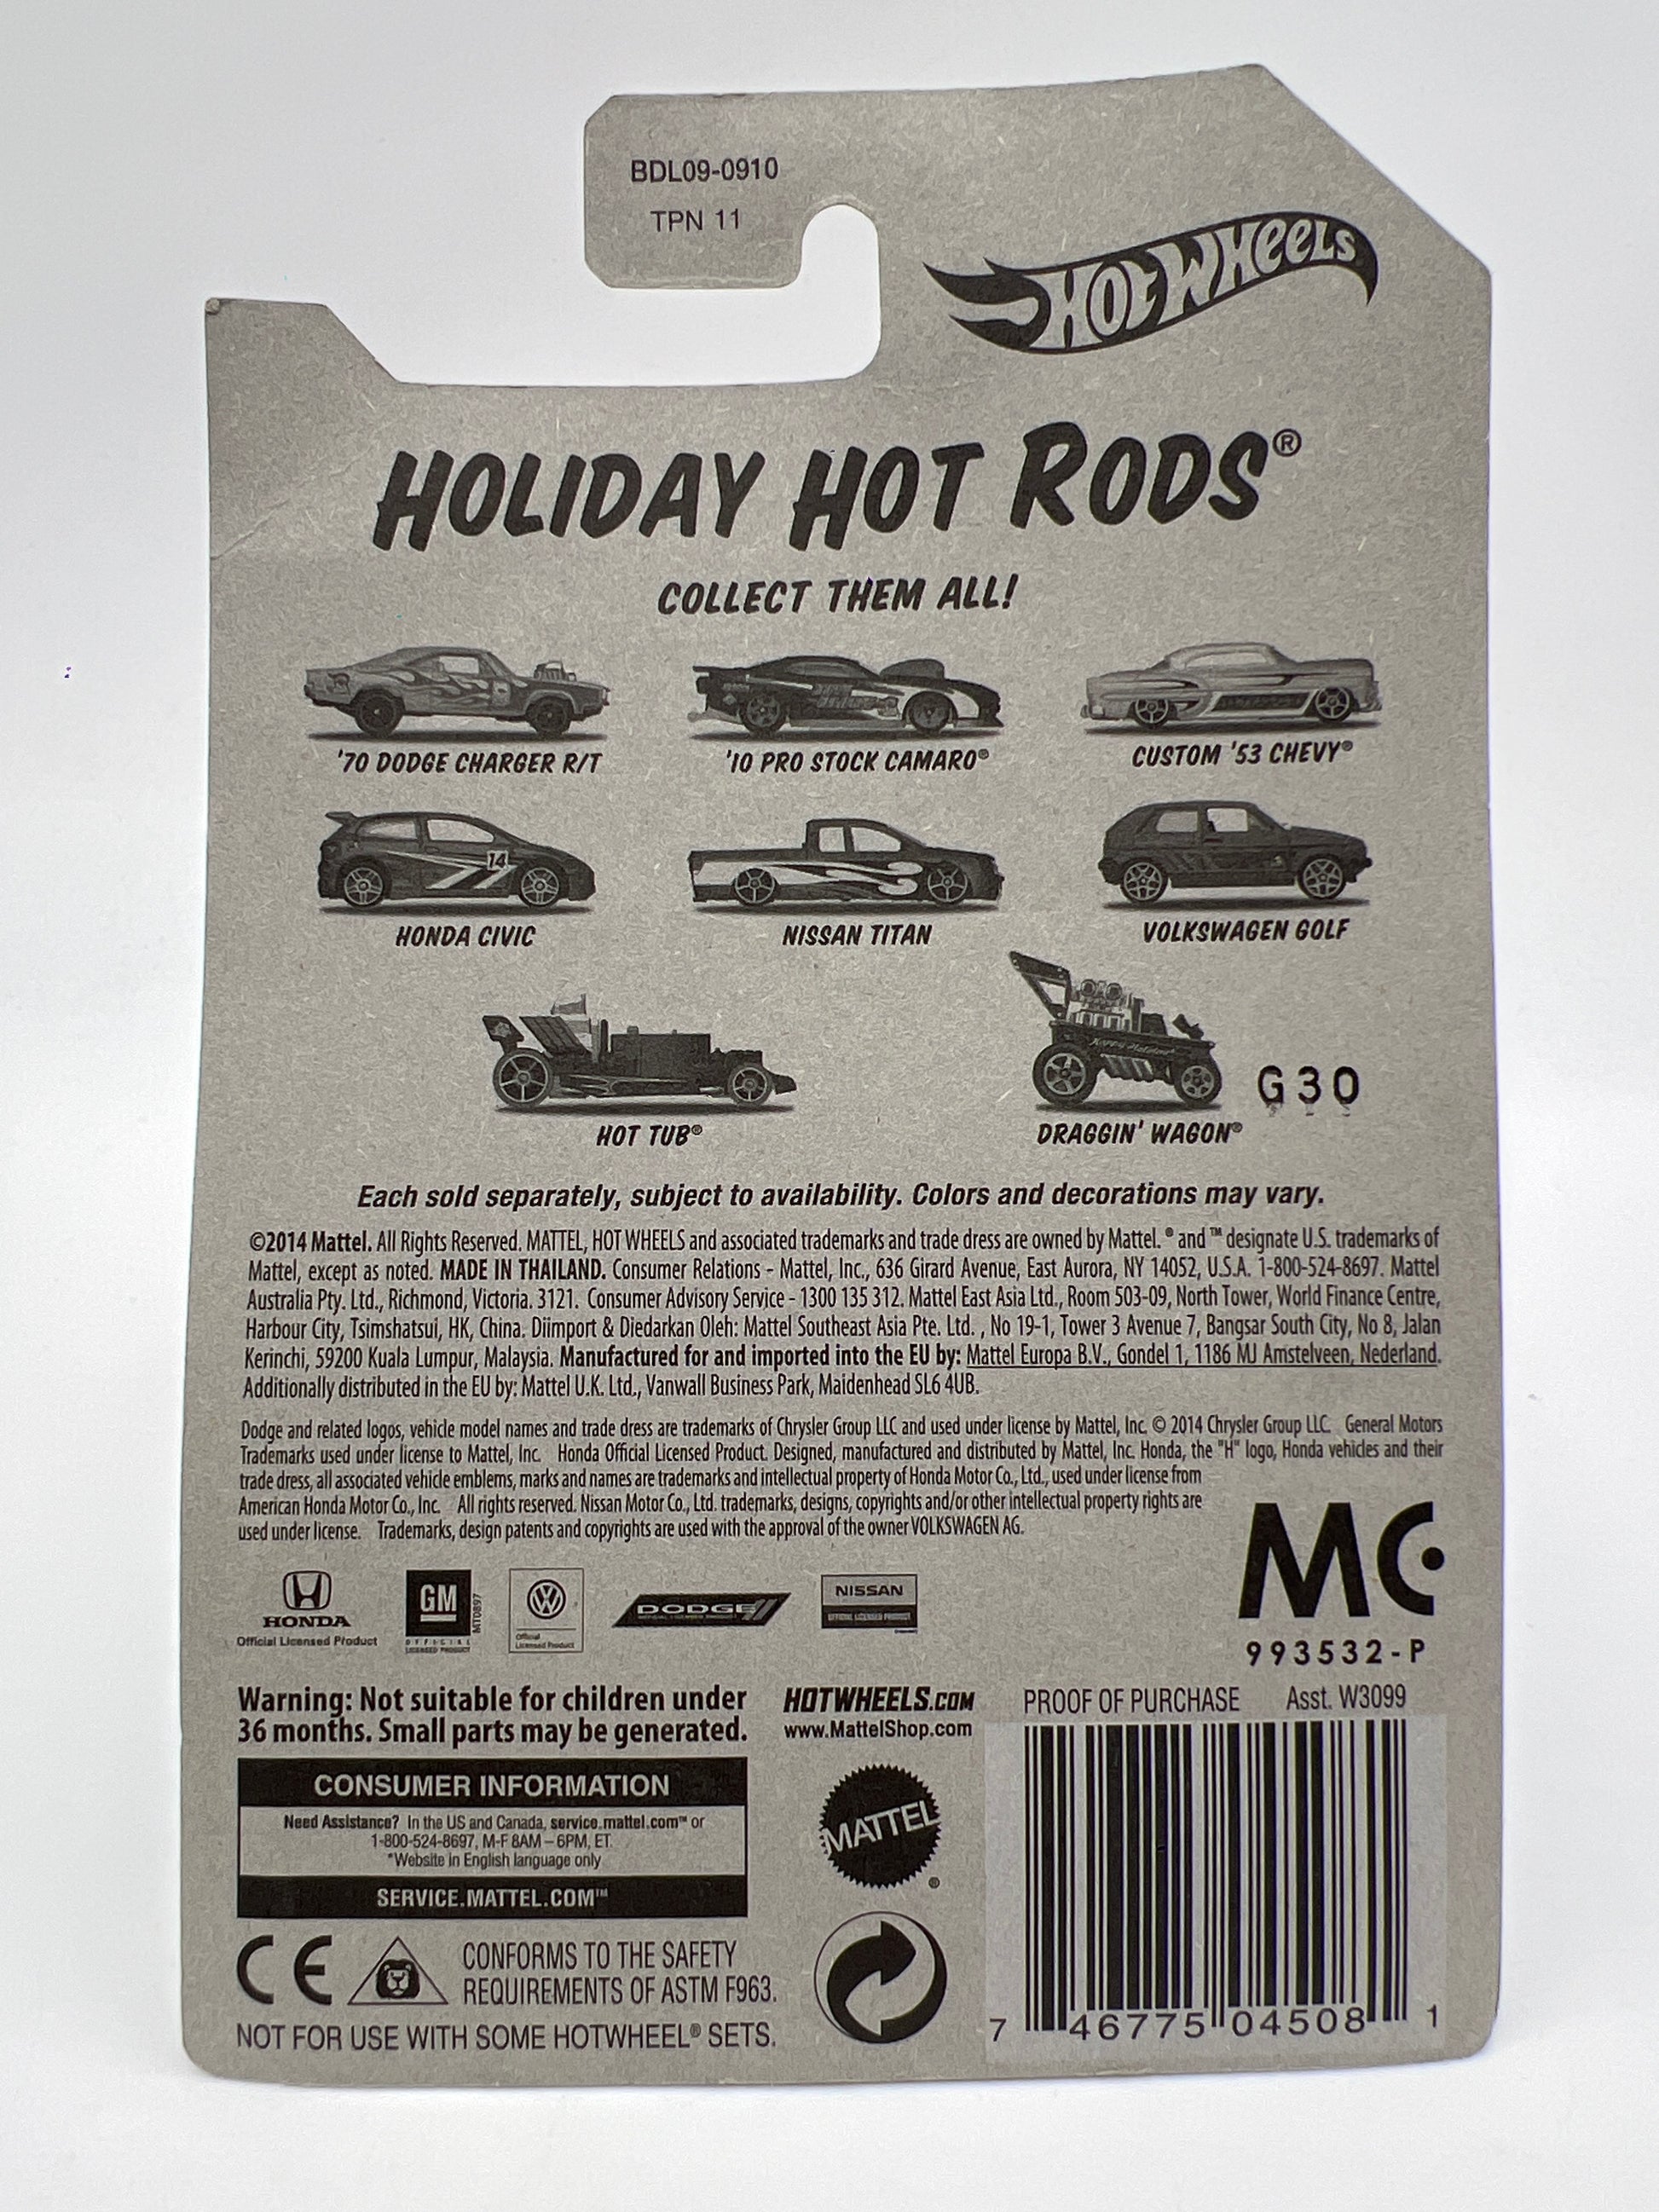 BDL09-0910
TPN 11
HOT WHEELS
HOLIDAY HOT RODS®
COLLECT THEM ALL!
'70 DODGE CHARGER R/T
'10 PRO STOCK CAMARO®
CUSTOM '53 CHEVY®
14
HONDA CIVIC
NISSAN TITAN
VOLKSWAGEN GOLF
HOT TUB®
DRAGGIN' WAGON®
G30
Each sold separately, subject to availability. Colors and decorations may vary.
©2014 Mattel. All Rights Reserved. MATTEL, HOT WHEELS and associated trademarks and trade dress are owned by Mattel. ® and ™ designate U.S. trademarks of
Mattel, except as noted. MADE IN THAILAND. Consumer Relations - Mattel, Inc., 636 Girard Avenue, East Aurora, NY 14052, U.S.A. 1-800-524-8697. Mattel
Australia Pty. Ltd., Richmond, Victoria. 3121. Consumer Advisory Service - 1300 135 312. Mattel East Asia Ltd., Room 503-09, North Tower, World Finance Centre,
Harbour City, Tsimshatsui, HK, China. Diimport & Diedarkan Oleh: Mattel Southeast Asia Pte. Ltd. , No 19-1, Tower 3 Avenue 7, Bangsar South City, No 8, Jalan
Kerinchi, 59200 Kuala Lumpur, Malaysia. Manufactured for and imported into the EU by: Mattel Europa B.V., Gondel 1, 1186 MJ Amstelveen, Nederland.
Additionally distributed in the EU by: Mattel U.K. Ltd., Vanwall Business Park, Maidenhead SL6 4UB.
Dodge and related logos, vehicle model names and trade dress are trademarks of Chrysler Group LLC and used under license by Mattel, Inc. © 2014 Chrysler Group LLC. General Motors
Trademarks used under license to Mattel, Inc. Honda Official Licensed Product. Designed, manufactured and distributed by Mattel, Inc. Honda, the "H" logo, Honda vehicles and their
trade dress, all associated vehicle emblems, marks and names are trademarks and intellectual property of Honda Motor Co., Ltd., used under license from
American Honda Motor Co., Inc. All rights reserved. Nissan Motor Co., Ltd. trademarks, designs, copyrights and/or other intellectual property rights are
used under license. Trademarks, design patents and copyrights are used with the approval of the owner VOLKSWAGEN AG.
MC
993532-P
HONDA
Official Licensed Product
GM
OFFICIAL
LICENSED PRODUCT
MT0897
Official
Licensed Product
DODGE
NISSAN
OFFICIAL LICENSED PRODUCT
Warning: Not suitable for children under
36 months. Small parts may be generated.
HOTWHEELS.COM
www.MattelShop.com
PROOF OF PURCHASE Asst. W3099
CONSUMER INFORMATION
Need Assistance? In the US and Canada, service.mattel.com™ or
1-800-524-8697, M-F 8AM – 6PM, ET.
*Website in English language only
SERVICE.MATTEL.COM™
MATTEL®
CE
CONFORMS TO THE SAFETY
REQUIREMENTS OF ASTM F963.
NOT FOR USE WITH SOME HOTWHEEL® SETS.
7 46775 04508 1